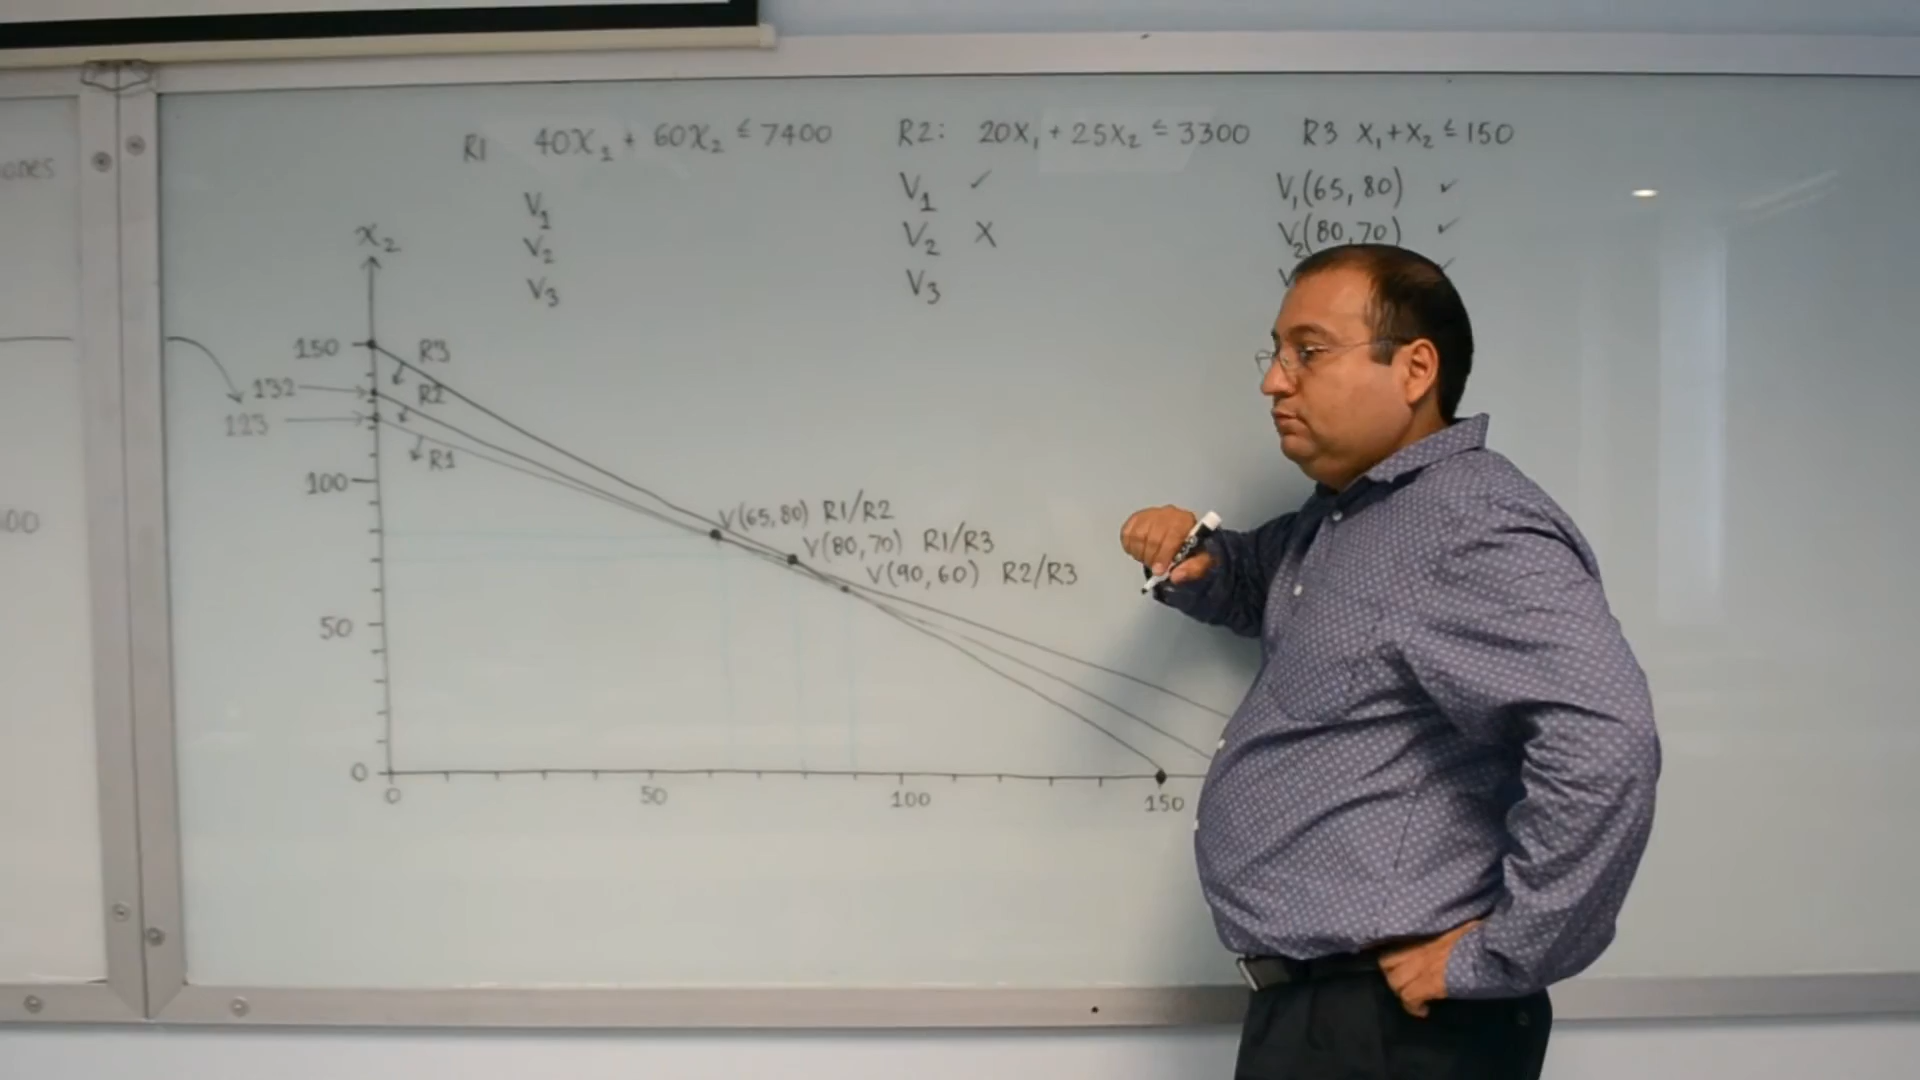 ones
00
R1 40X₁ + 60X₂ ≤ 7400
V₁
V₂
V₃
R2: 20X₁ + 25X₂ ≤ 3300
V₁ ✓
V₂ X
V₃
R3 X₁+X₂ ≤ 150
V₁(65, 80) ✓
V₂(80,70) ✓
X₂
150
132
123
100
50
0
R3
R2
R1
V(65,80) R1/R2
V(80,70) R1/R3
V(90,60) R2/R3
0 50 100 150